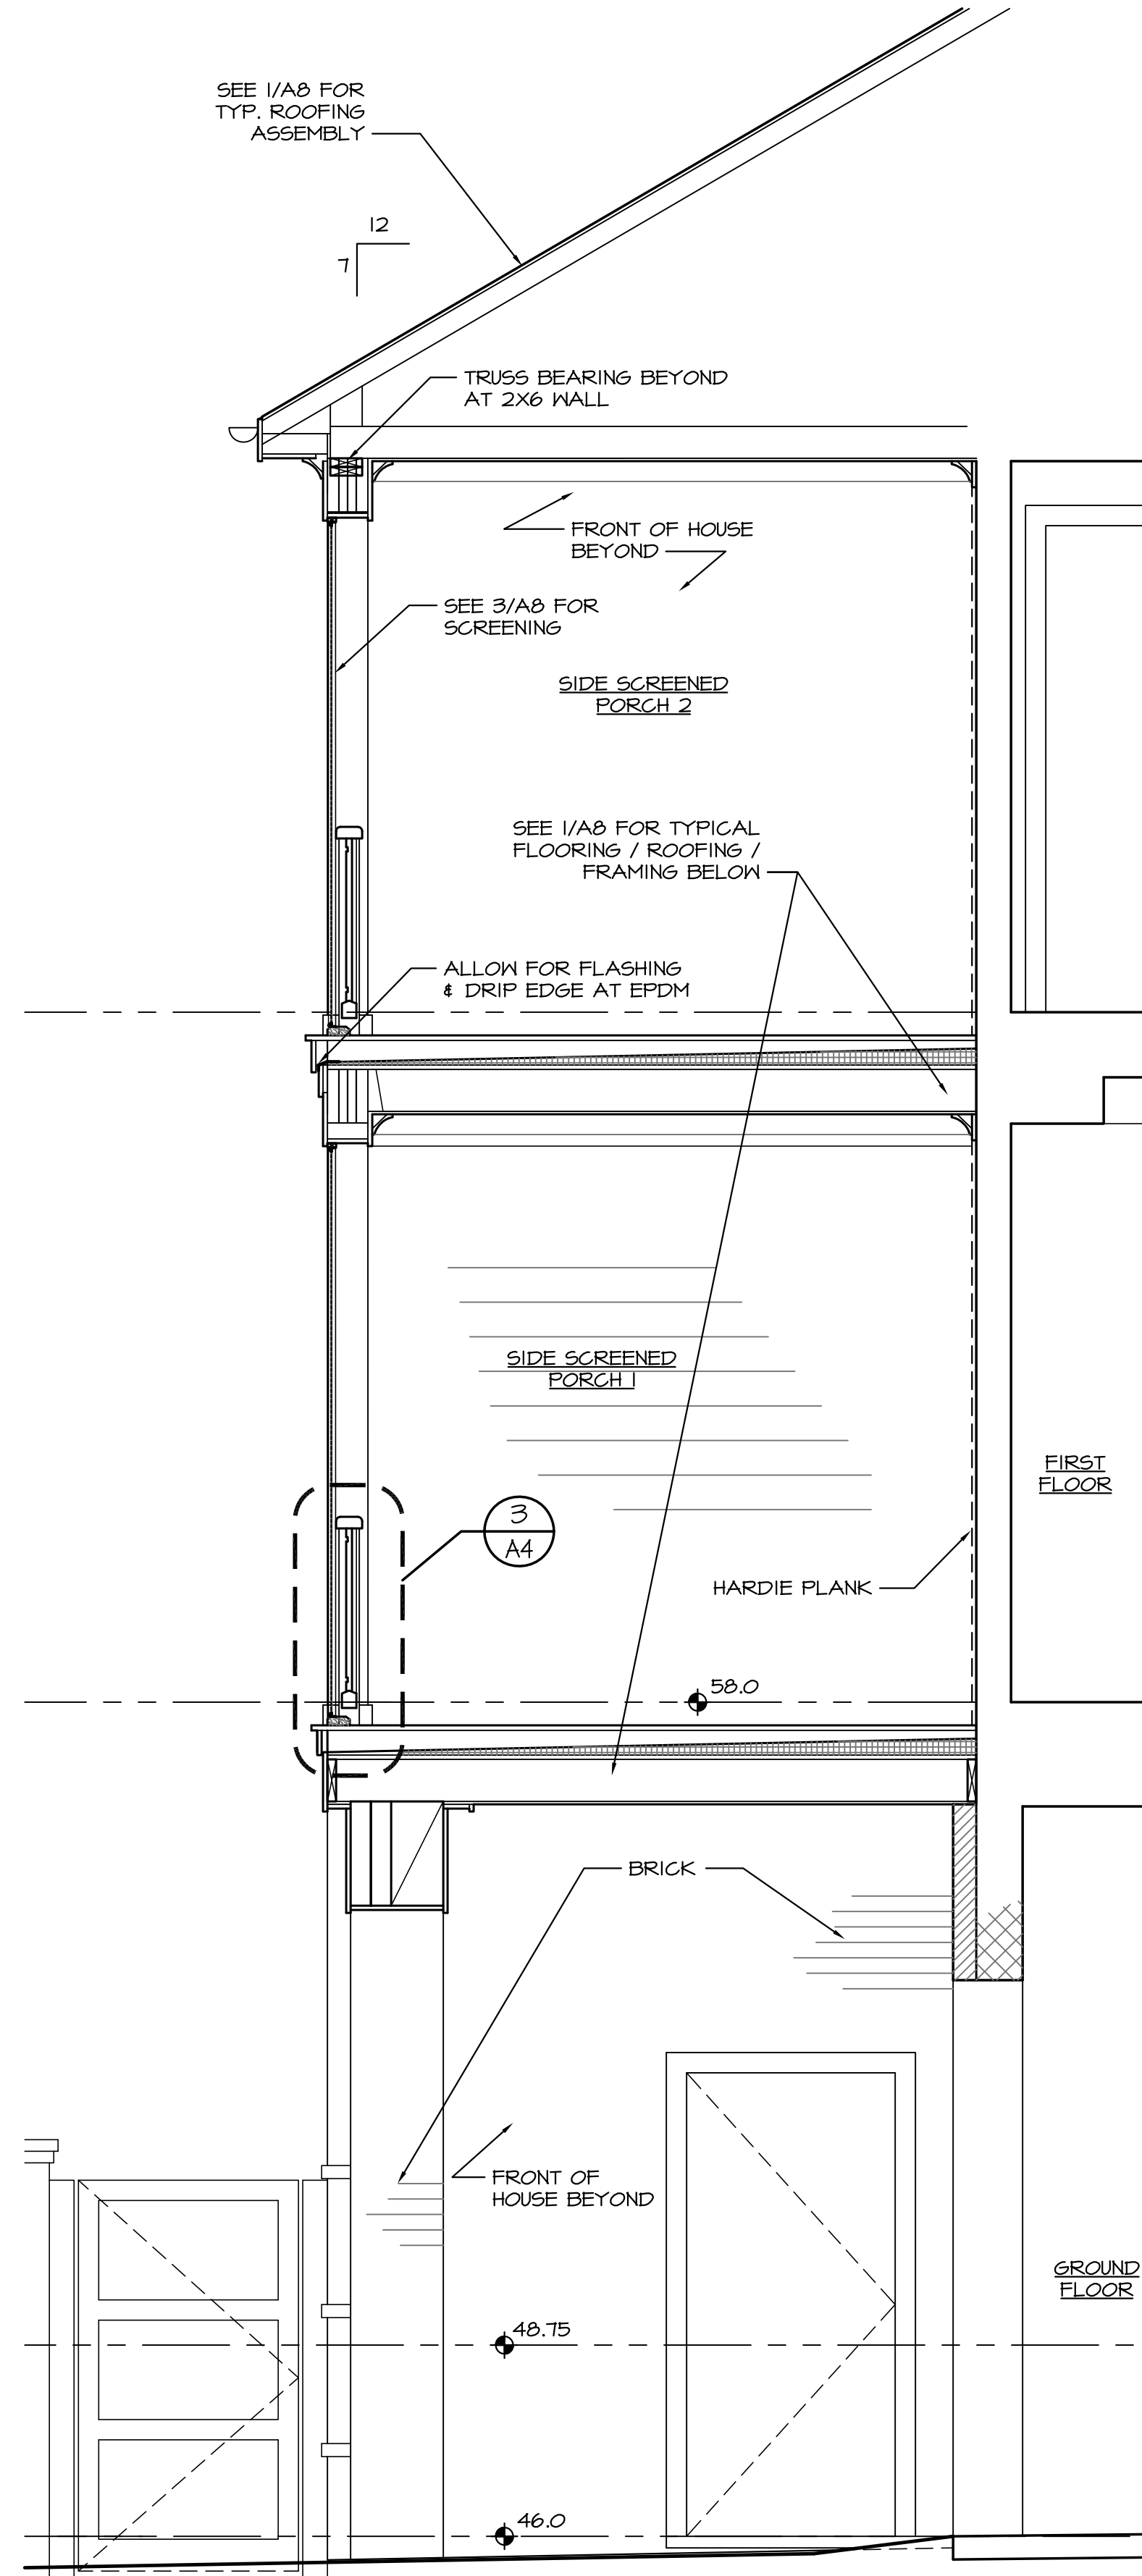 SEE 1/A8 FOR
TYP. ROOFING
ASSEMBLY
12
7
TRUSS BEARING BEYOND
AT 2X6 WALL
FRONT OF HOUSE
BEYOND
SEE 3/A8 FOR
SCREENING
SIDE SCREENED
PORCH 2
SEE 1/A8 FOR TYPICAL
FLOORING / ROOFING /
FRAMING BELOW
ALLOW FOR FLASHING
& DRIP EDGE AT EPDM
SIDE SCREENED
PORCH 1
FIRST
FLOOR
3
A4
HARDIE PLANK
58.0
BRICK
FRONT OF
HOUSE BEYOND
GROUND
FLOOR
48.75
46.0